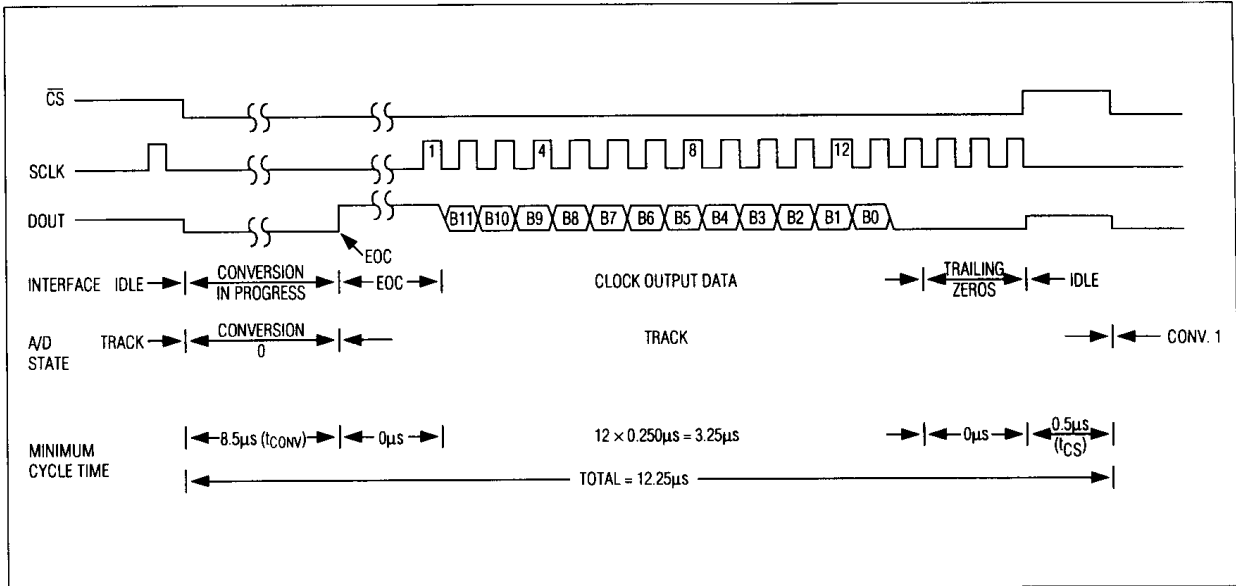 CS
SCLK 1 4 8 12
DOUT B11 B10 B9 B8 B7 B6 B5 B4 B3 B2 B1 B0
EOC
INTERFACE IDLE CONVERSION IN PROGRESS EOC CLOCK OUTPUT DATA TRAILING ZEROS IDLE
A/D STATE TRACK CONVERSION 0 TRACK CONV. 1
MINIMUM CYCLE TIME 8.5µs (tCONV) 0µs 12 × 0.250µs = 3.25µs 0µs 0.5µs (tCS)
TOTAL = 12.25µs